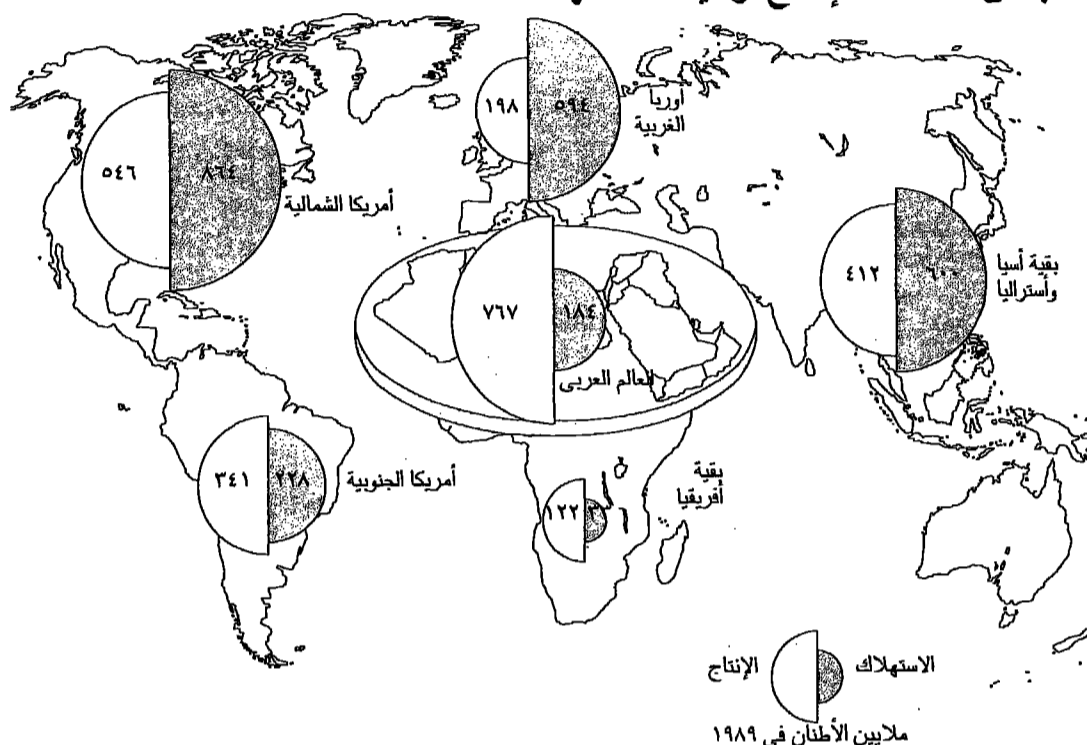 ١٩٨
٥٩٤
أوربا
الغربية
٥٤٦
٨٦٤
أمريكا الشمالية
٤١٢
٦٠٠
بقية أسيا
وأستراليا
٧٦٧
١٨٤
العالم العربى
٣٤١
٢٢٨
أمريكا الجنوبية
١٢٢
بقية
أفريقيا
الإنتاج
الاستهلاك
ملايين الأطنان فى ١٩٨٩